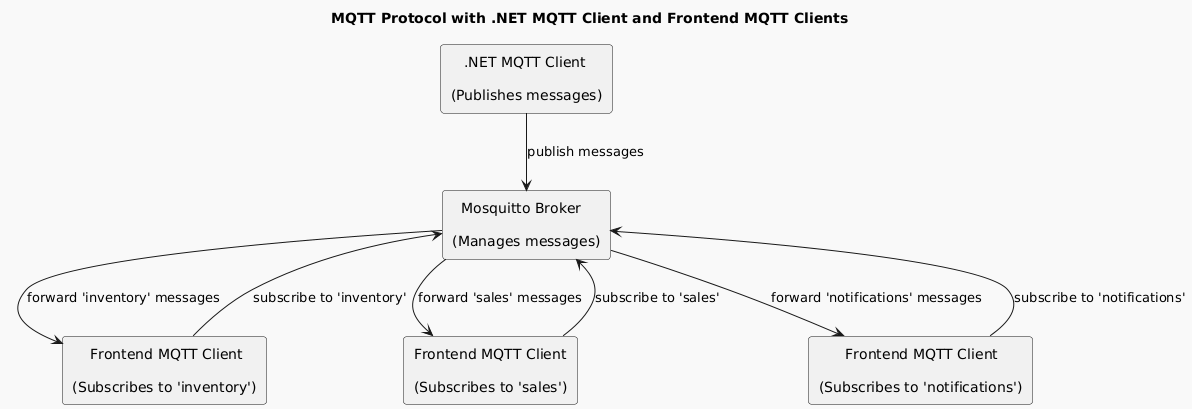 MQTT Protocol with .NET MQTT Client and Frontend MQTT Clients
.NET MQTT Client
(Publishes messages)
publish messages
Mosquitto Broker
(Manages messages)
forward 'inventory' messages
subscribe to 'inventory'
forward 'sales' messages
subscribe to 'sales'
forward 'notifications' messages
subscribe to 'notifications'
Frontend MQTT Client
(Subscribes to 'inventory')
Frontend MQTT Client
(Subscribes to 'sales')
Frontend MQTT Client
(Subscribes to 'notifications')